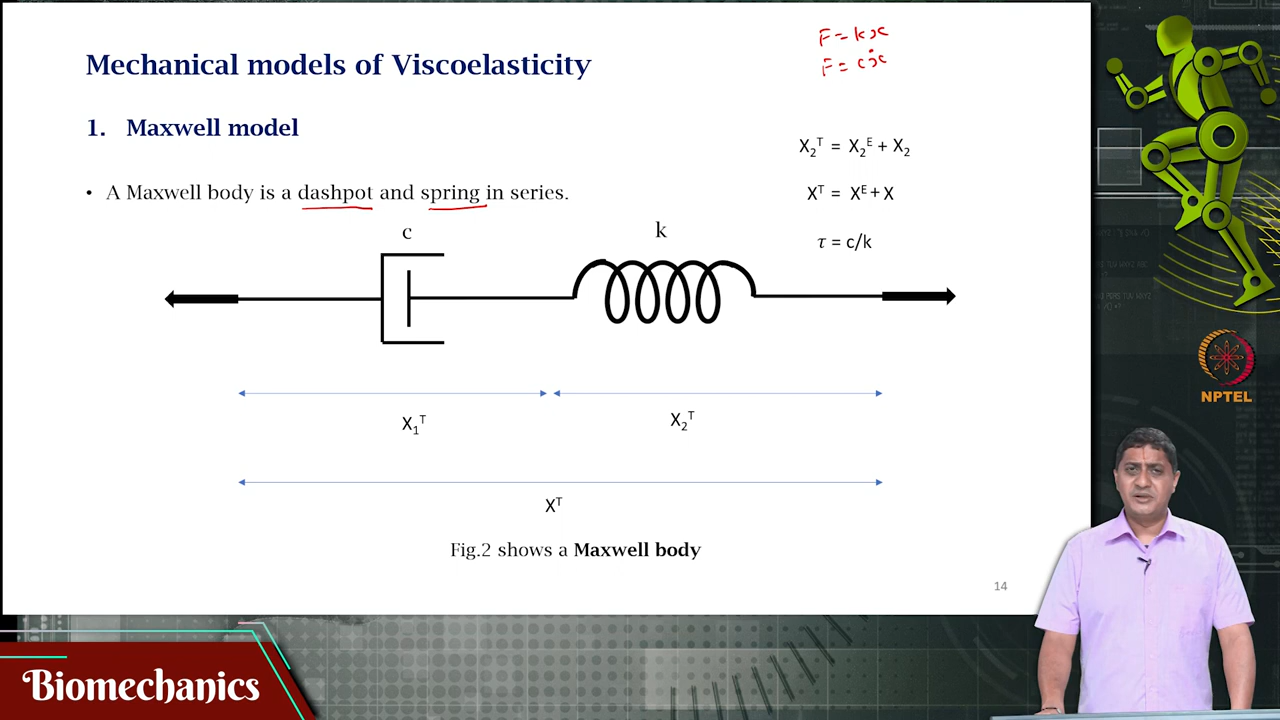 Mechanical models of Viscoelasticity
F = kx
F = cẋ
1. Maxwell model
X₂ᵀ = X₂ᴱ + X₂
• A Maxwell body is a dashpot and spring in series.
Xᵀ = Xᴱ + X
c
k
τ = c/k
X₁ᵀ
X₂ᵀ
Xᵀ
Fig.2 shows a Maxwell body
14
NPTEL
Biomechanics